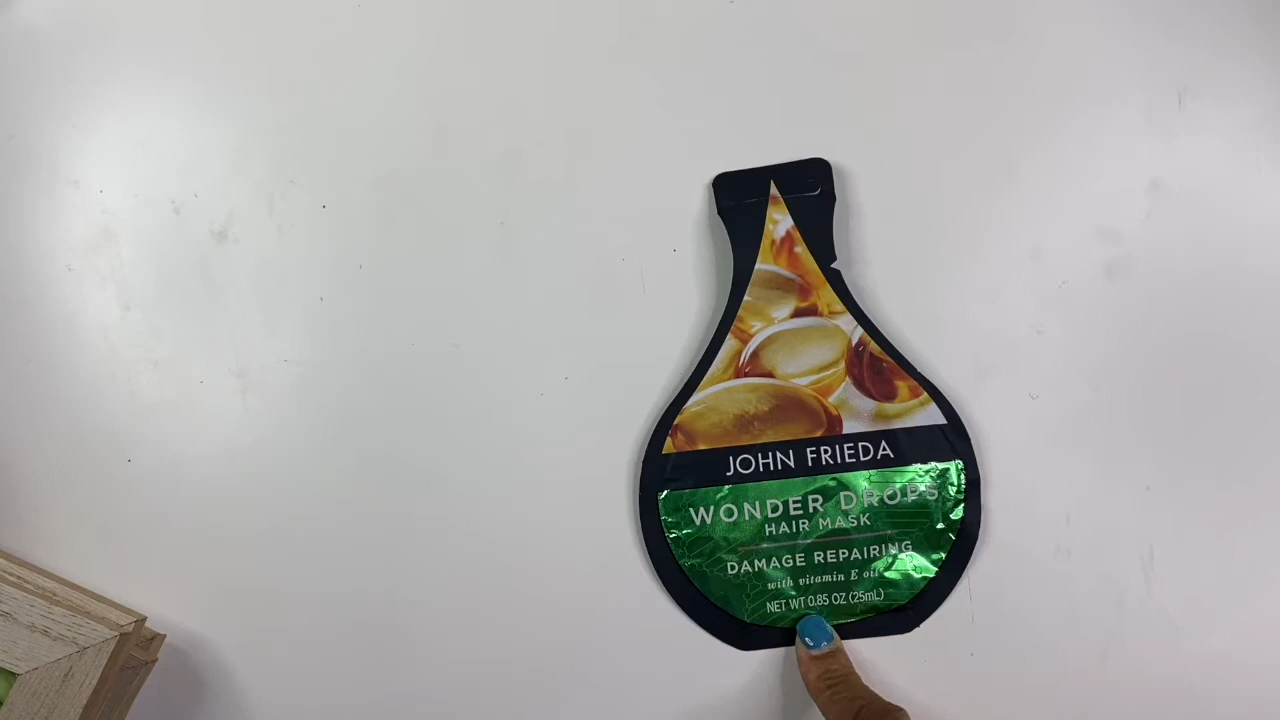 JOHN FRIEDA
WONDER DROPS
HAIR MASK
DAMAGE REPAIRING
with vitamin E oil
NET WT 0.85 OZ (25mL)